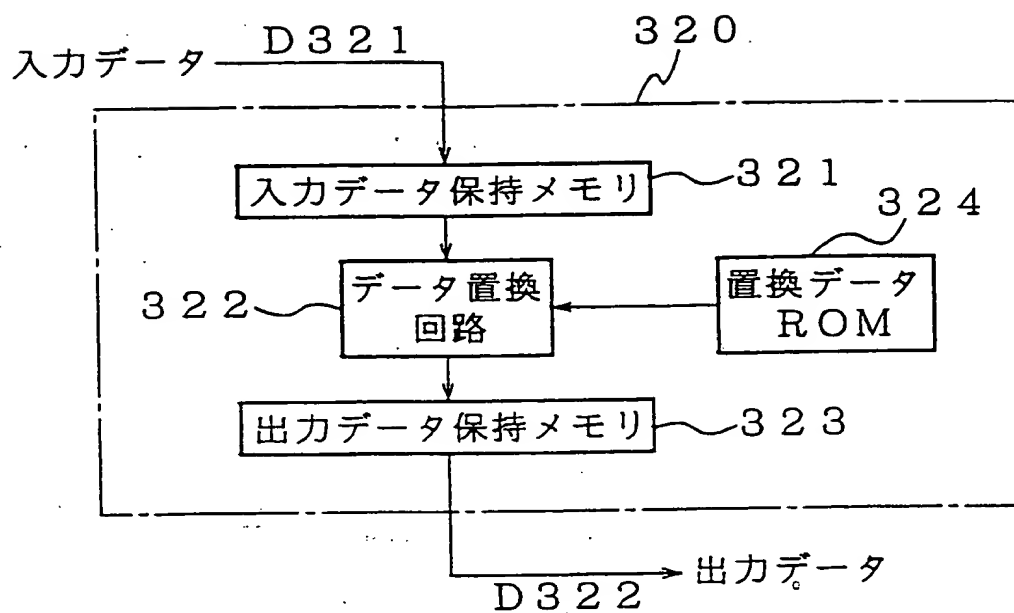 D321
320
入力データ
入力データ保持メモリ
321
324
データ置換
回路
322
置換データ
ROM
出力データ保持メモリ
323
出力データ
D322